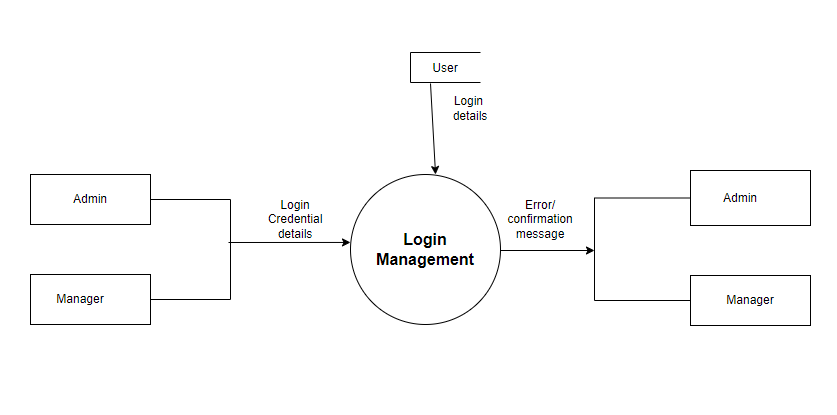 User
Login
details
Admin
Login
Credential
details
Manager
Login
Management
Error/
confirmation
message
Admin
Manager